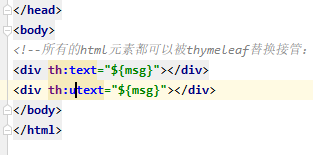 </head>
<body>
<!--所有的html元素都可以被thymeleaf替换接管:
<div th:text="${msg}"></div>
<div th:utext="${msg}"></div>
</body>
</html>